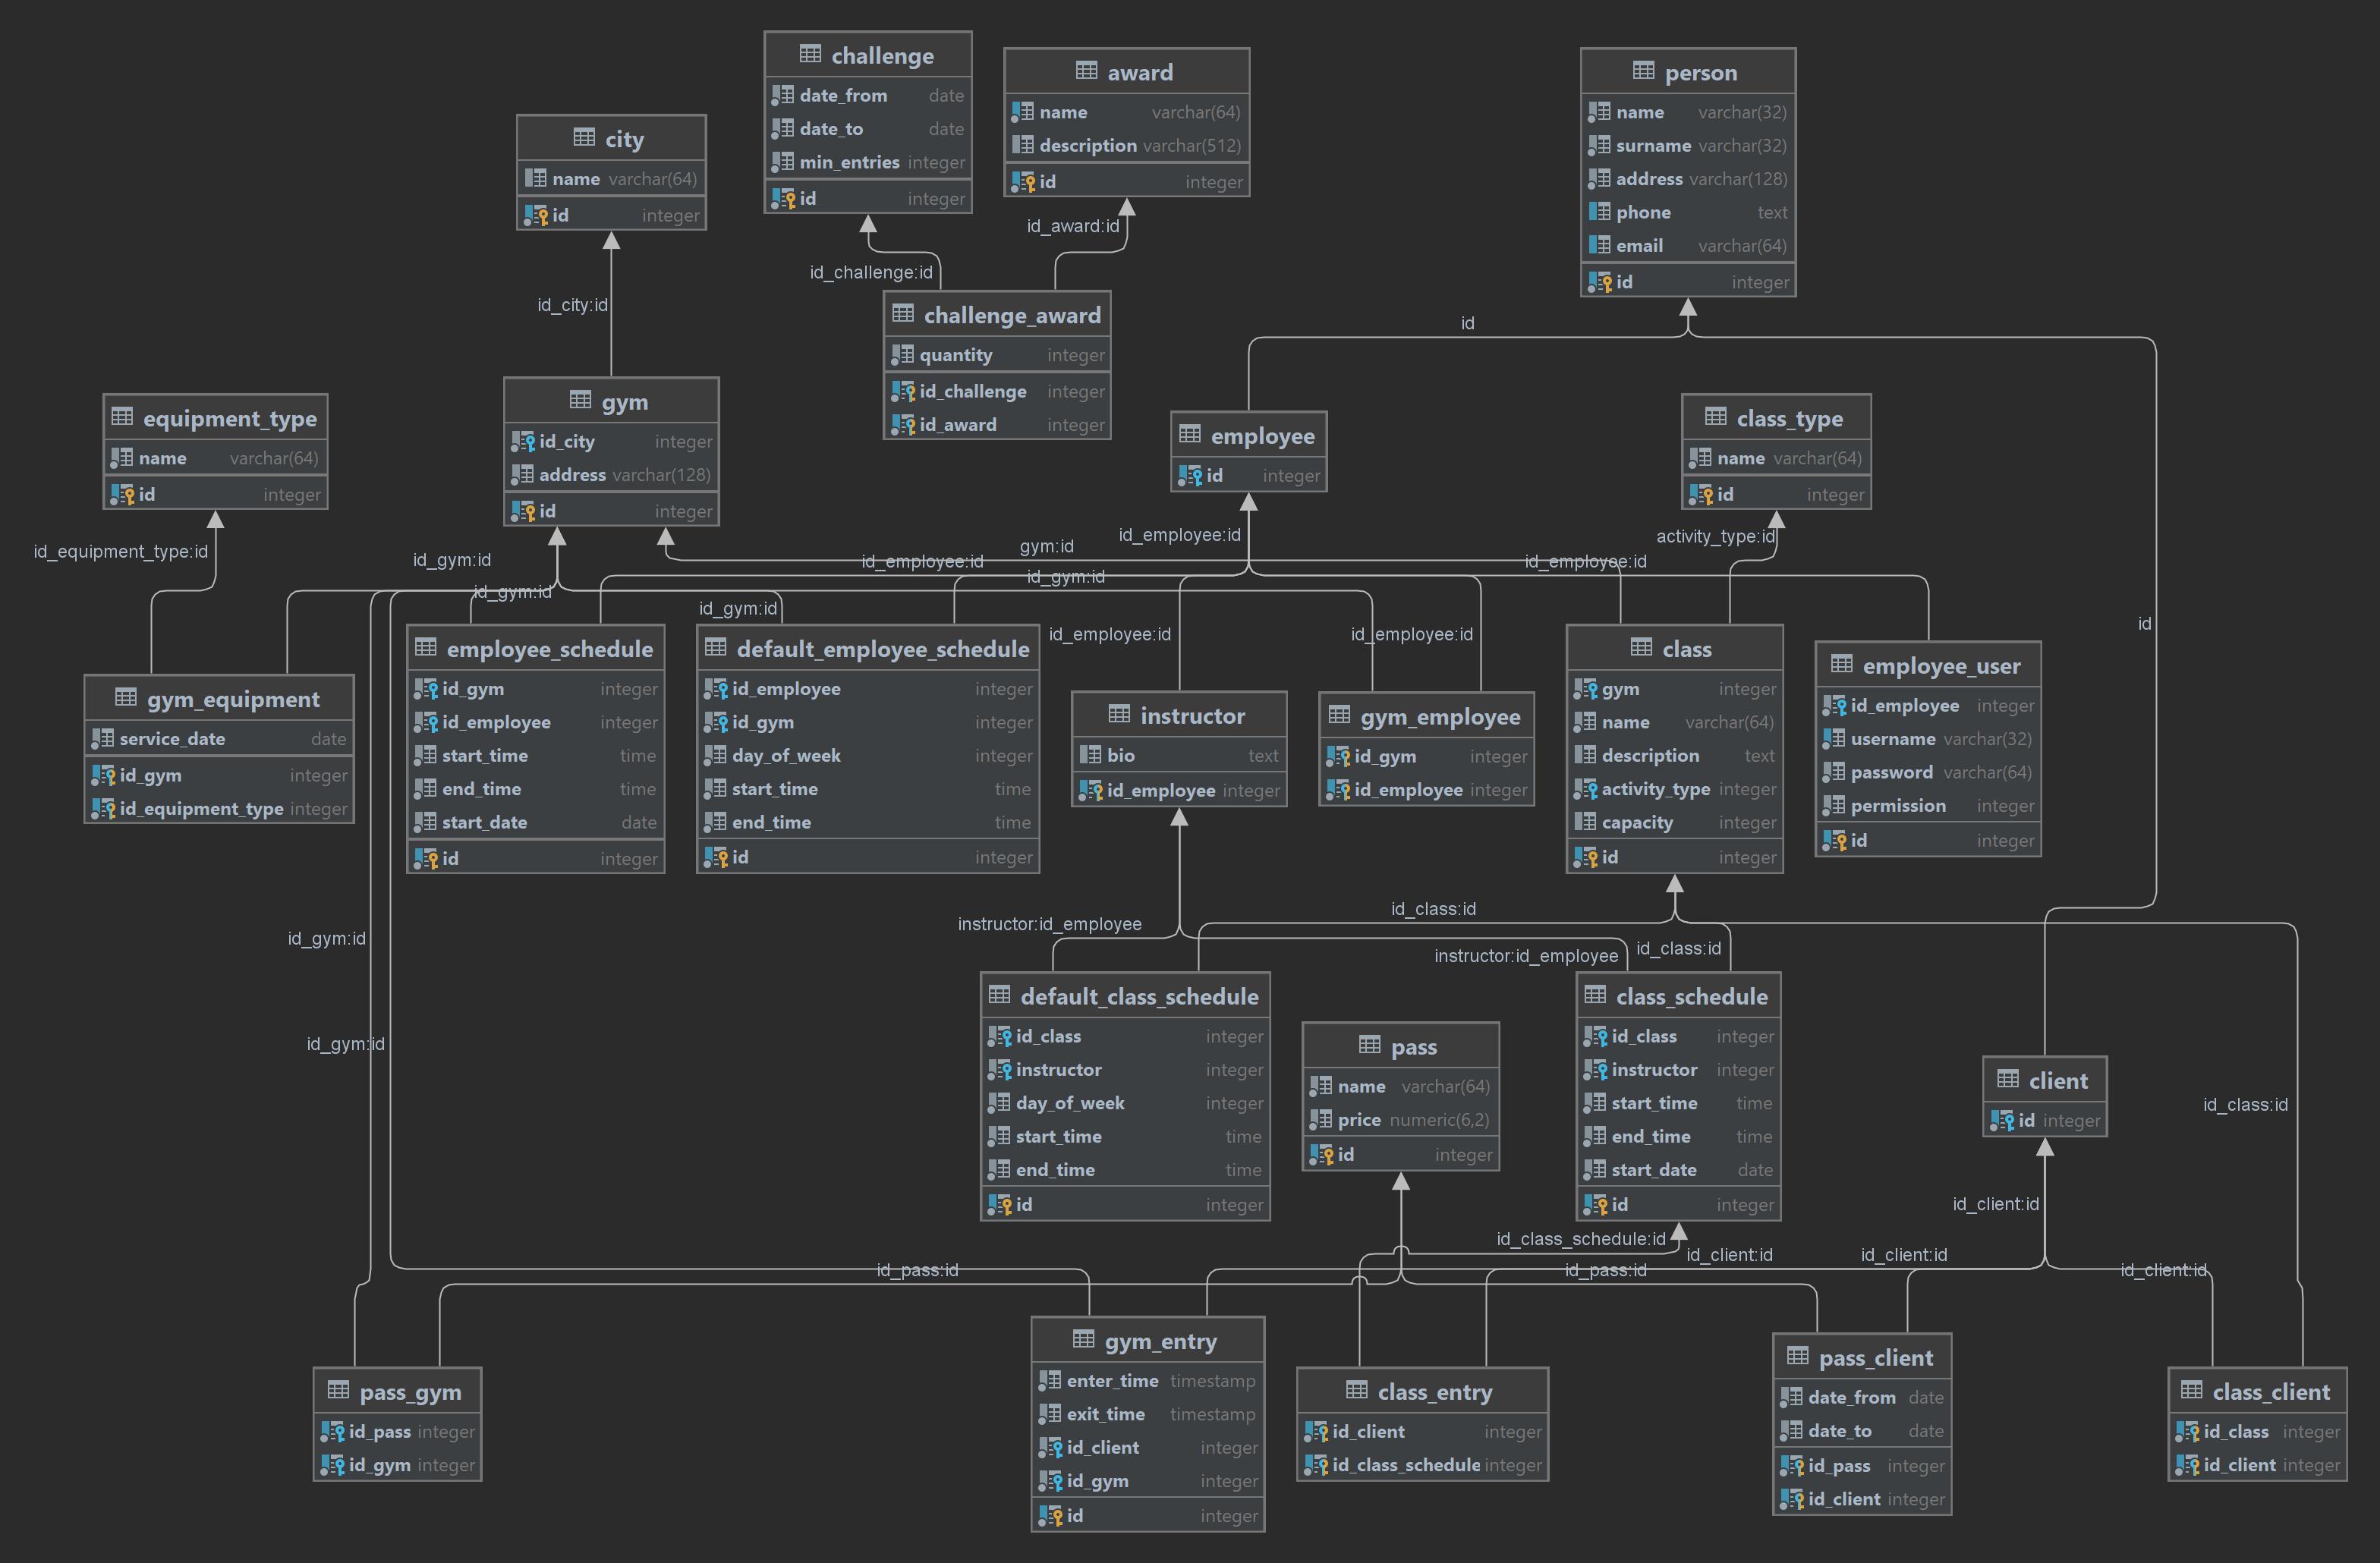 challenge
date_from date
date_to date
min_entries integer
id integer
award
name varchar(64)
description varchar(512)
id integer
person
name varchar(32)
surname varchar(32)
address varchar(128)
phone text
email varchar(64)
id integer
city
name varchar(64)
id integer
id_award:id
id_challenge:id
id_city:id
id
challenge_award
quantity integer
id_challenge integer
id_award integer
equipment_type
name varchar(64)
id integer
gym
id_city integer
address varchar(128)
id integer
employee
id integer
class_type
name varchar(64)
id integer
id_equipment_type:id
id_gym:id
id_employee:id
gym:id
id_employee:id
id_employee:id
activity_type:id
id_gym:id
id_gym:id
id_gym:id
id_employee:id
id_employee:id
id
gym_equipment
service_date date
id_gym integer
id_equipment_type integer
employee_schedule
id_gym integer
id_employee integer
start_time time
end_time time
start_date date
id integer
default_employee_schedule
id_employee integer
id_gym integer
day_of_week integer
start_time time
end_time time
id integer
instructor
bio text
id_employee integer
gym_employee
id_gym integer
id_employee integer
class
gym integer
name varchar(64)
description text
activity_type integer
capacity integer
id integer
employee_user
id_employee integer
username varchar(32)
password varchar(64)
permission integer
id integer
id_class:id
instructor:id_employee
id_gym:id
instructor:id_employee
id_class:id
id_gym:id
id_class:id
default_class_schedule
id_class integer
instructor integer
day_of_week integer
start_time time
end_time time
id integer
pass
name varchar(64)
price numeric(6,2)
id integer
class_schedule
id_class integer
instructor integer
start_time time
end_time time
start_date date
id integer
client
id integer
id_client:id
id_class_schedule:id
id_client:id
id_client:id
id_pass:id
id_pass:id
id_client:id
pass_gym
id_pass integer
id_gym integer
gym_entry
enter_time timestamp
exit_time timestamp
id_client integer
id_gym integer
id integer
class_entry
id_client integer
id_class_schedule integer
pass_client
date_from date
date_to date
id_pass integer
id_client integer
class_client
id_class integer
id_client integer